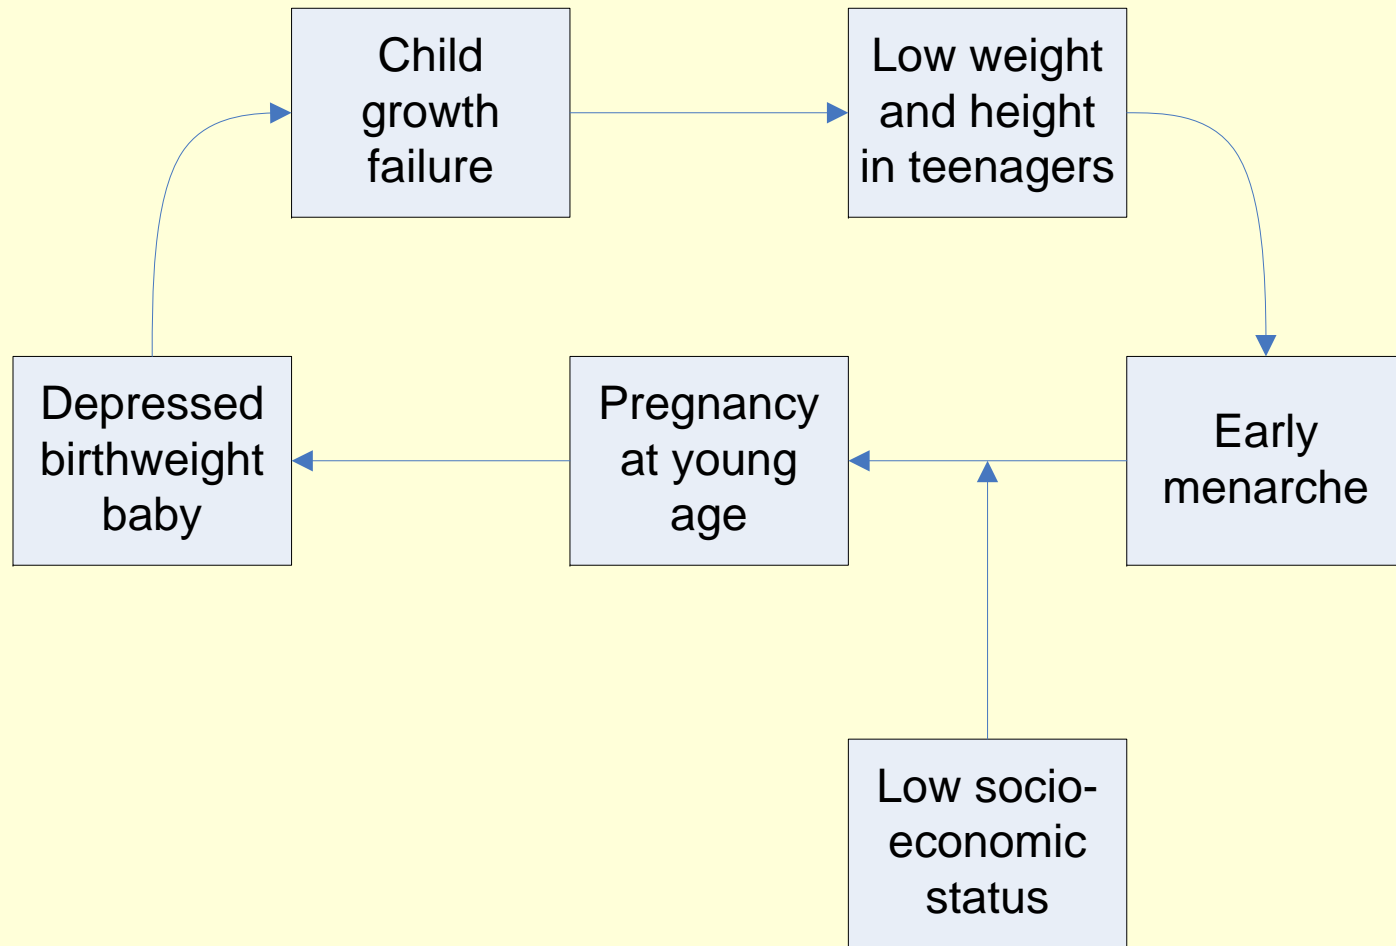 Child
growth
failure
Low weight
and height
in teenagers
Depressed
birthweight
baby
Pregnancy
at young
age
Early
menarche
Low socio-
economic
status